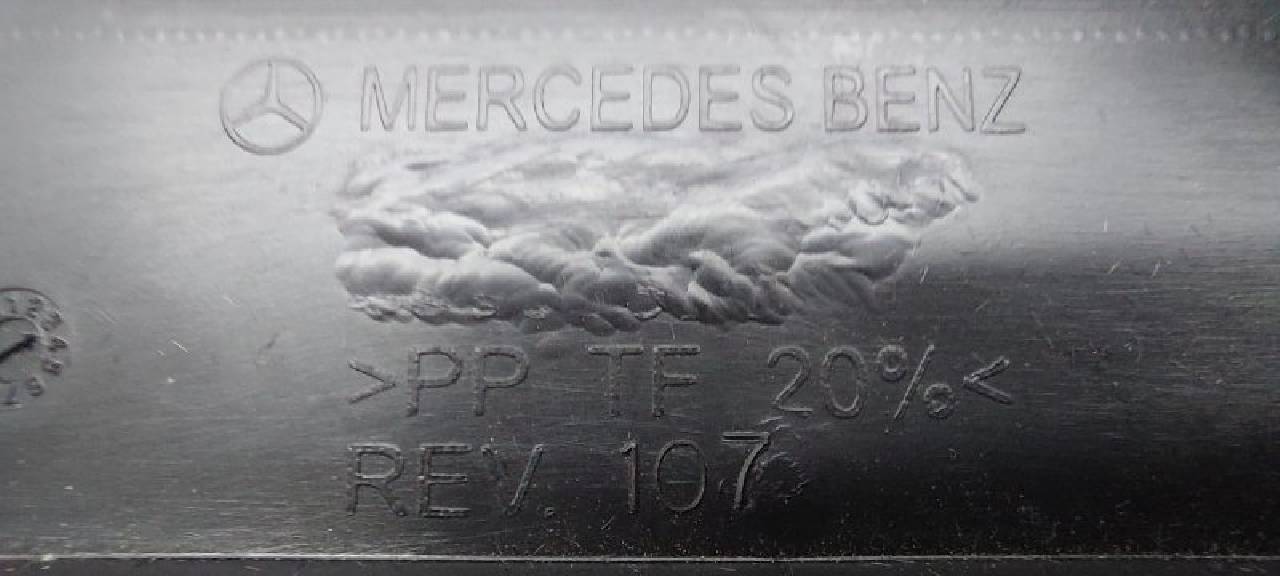 MERCEDES BENZ
>PP TF 20%<
REV. 107